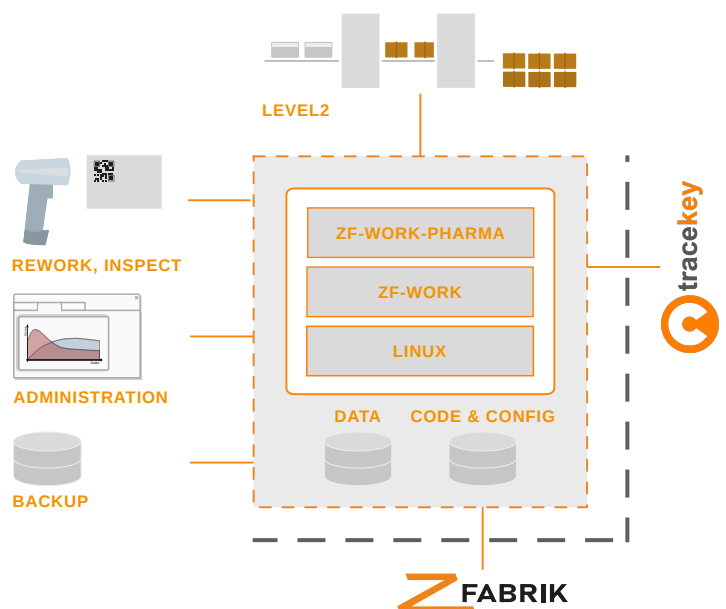 LEVEL2
REWORK, INSPECT
ZF-WORK-PHARMA
ZF-WORK
LINUX
tracekey
ADMINISTRATION
DATA
CODE & CONFIG
BACKUP
Z FABRIK